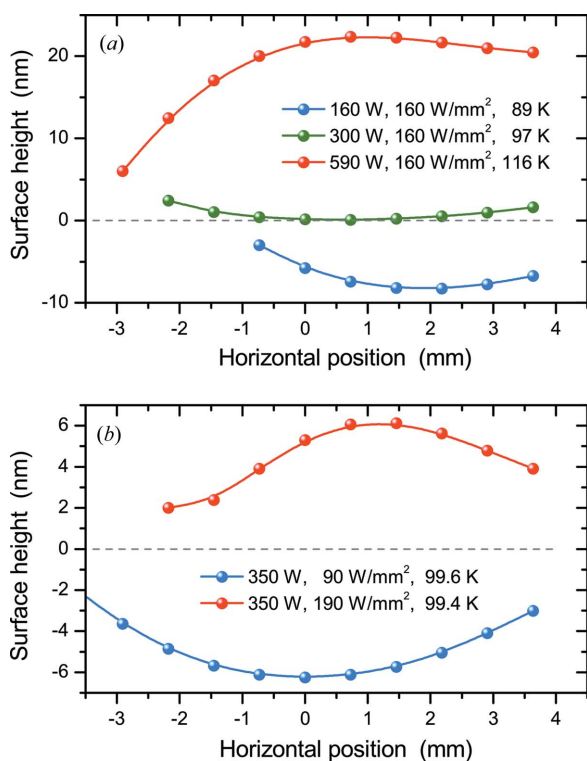 (a)
20
10
0
-10
Surface height (nm)
160 W, 160 W/mm², 89 K
300 W, 160 W/mm², 97 K
590 W, 160 W/mm², 116 K
-3 -2 -1 0 1 2 3 4
Horizontal position (mm)
(b)
6
4
2
0
-2
-4
-6
Surface height (nm)
350 W, 90 W/mm², 99.6 K
350 W, 190 W/mm², 99.4 K
-3 -2 -1 0 1 2 3 4
Horizontal position (mm)